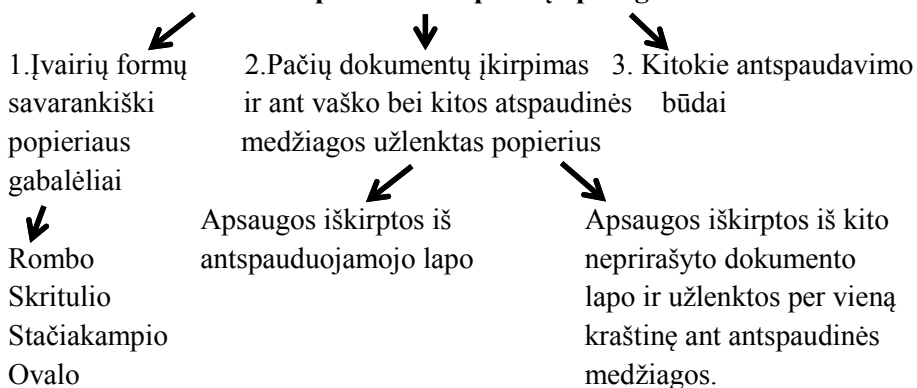 1.Įvairių formų
savarankiški
popieriaus
gabalėliai
2.Pačių dokumentų įkirpimas
ir ant vaško bei kitos atspaudinės
medžiagos užlenktas popierius
3. Kitokie antspaudavimo
būdai
Rombo
Skritulio
Stačiakampio
Ovalo
Apsaugos iškirptos iš
antspauduojamojo lapo
Apsaugos iškirptos iš kito
neprirašyto dokumento
lapo ir užlenktos per vieną
kraštinę ant antspaudinės
medžiagos.